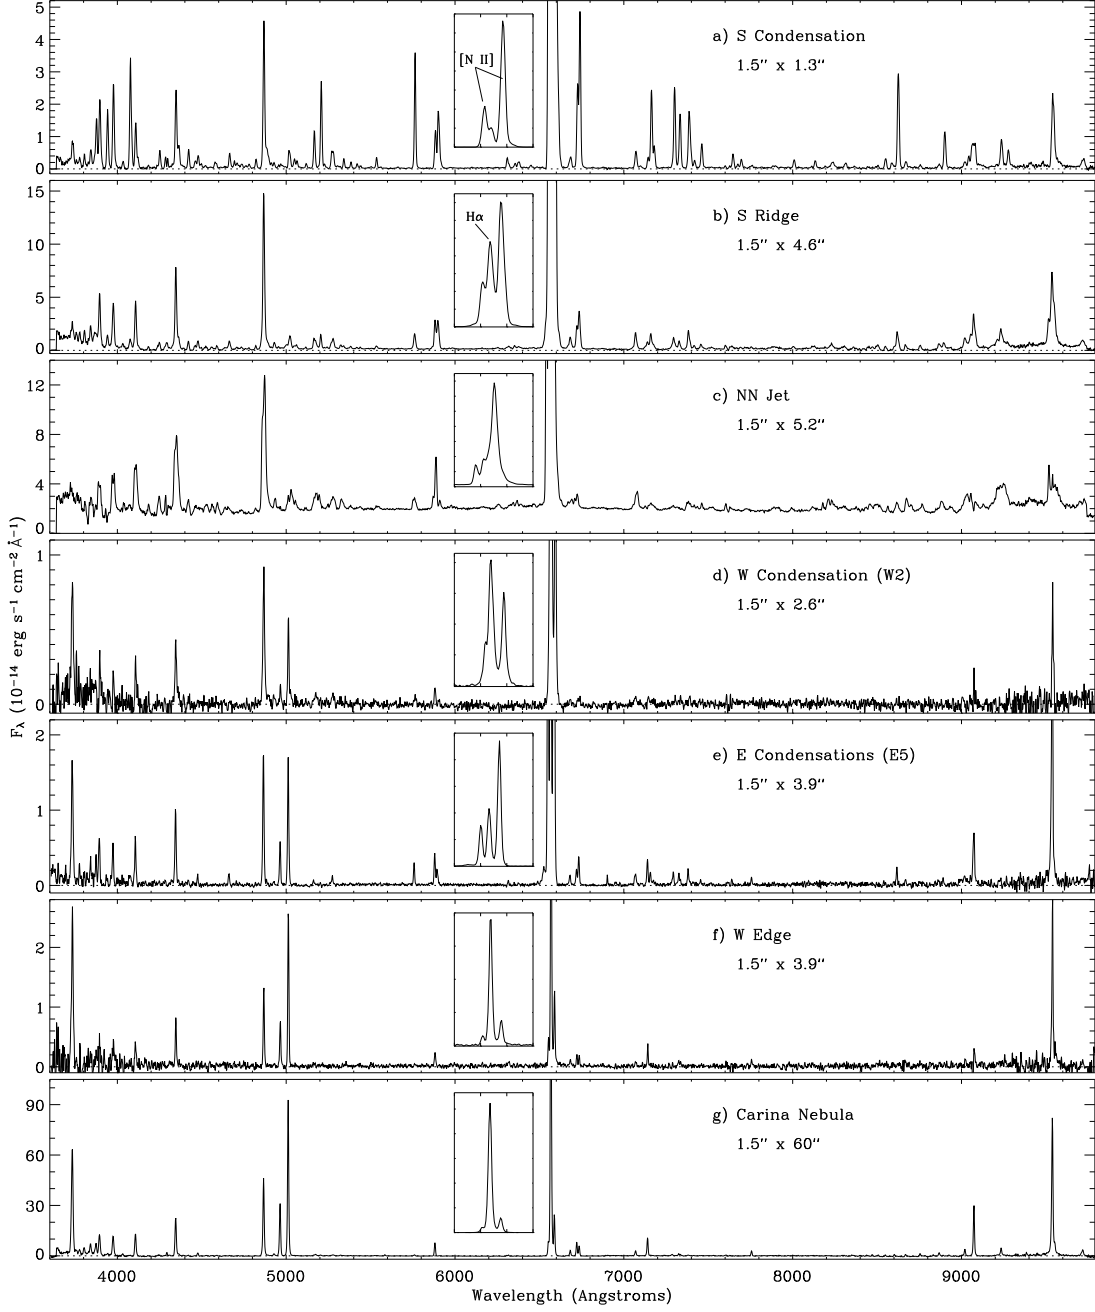 5
4
3
2
1
0
[N II]
a) S Condensation
1.5″ x 1.3“
15
10
5
0
Hα
b) S Ridge
1.5″ x 4.6“
12
8
4
0
c) NN Jet
1.5″ x 5.2“
1
0
d) W Condensation (W2)
1.5″ x 2.6“
2
1
0
e) E Condensations (E5)
1.5″ x 3.9“
2
1
0
f) W Edge
1.5″ x 3.9“
90
60
30
0
g) Carina Nebula
1.5″ x 60“
F_λ (10⁻¹⁴ erg s⁻¹ cm⁻² Å⁻¹)
4000 5000 6000 7000 8000 9000
Wavelength (Angstroms)